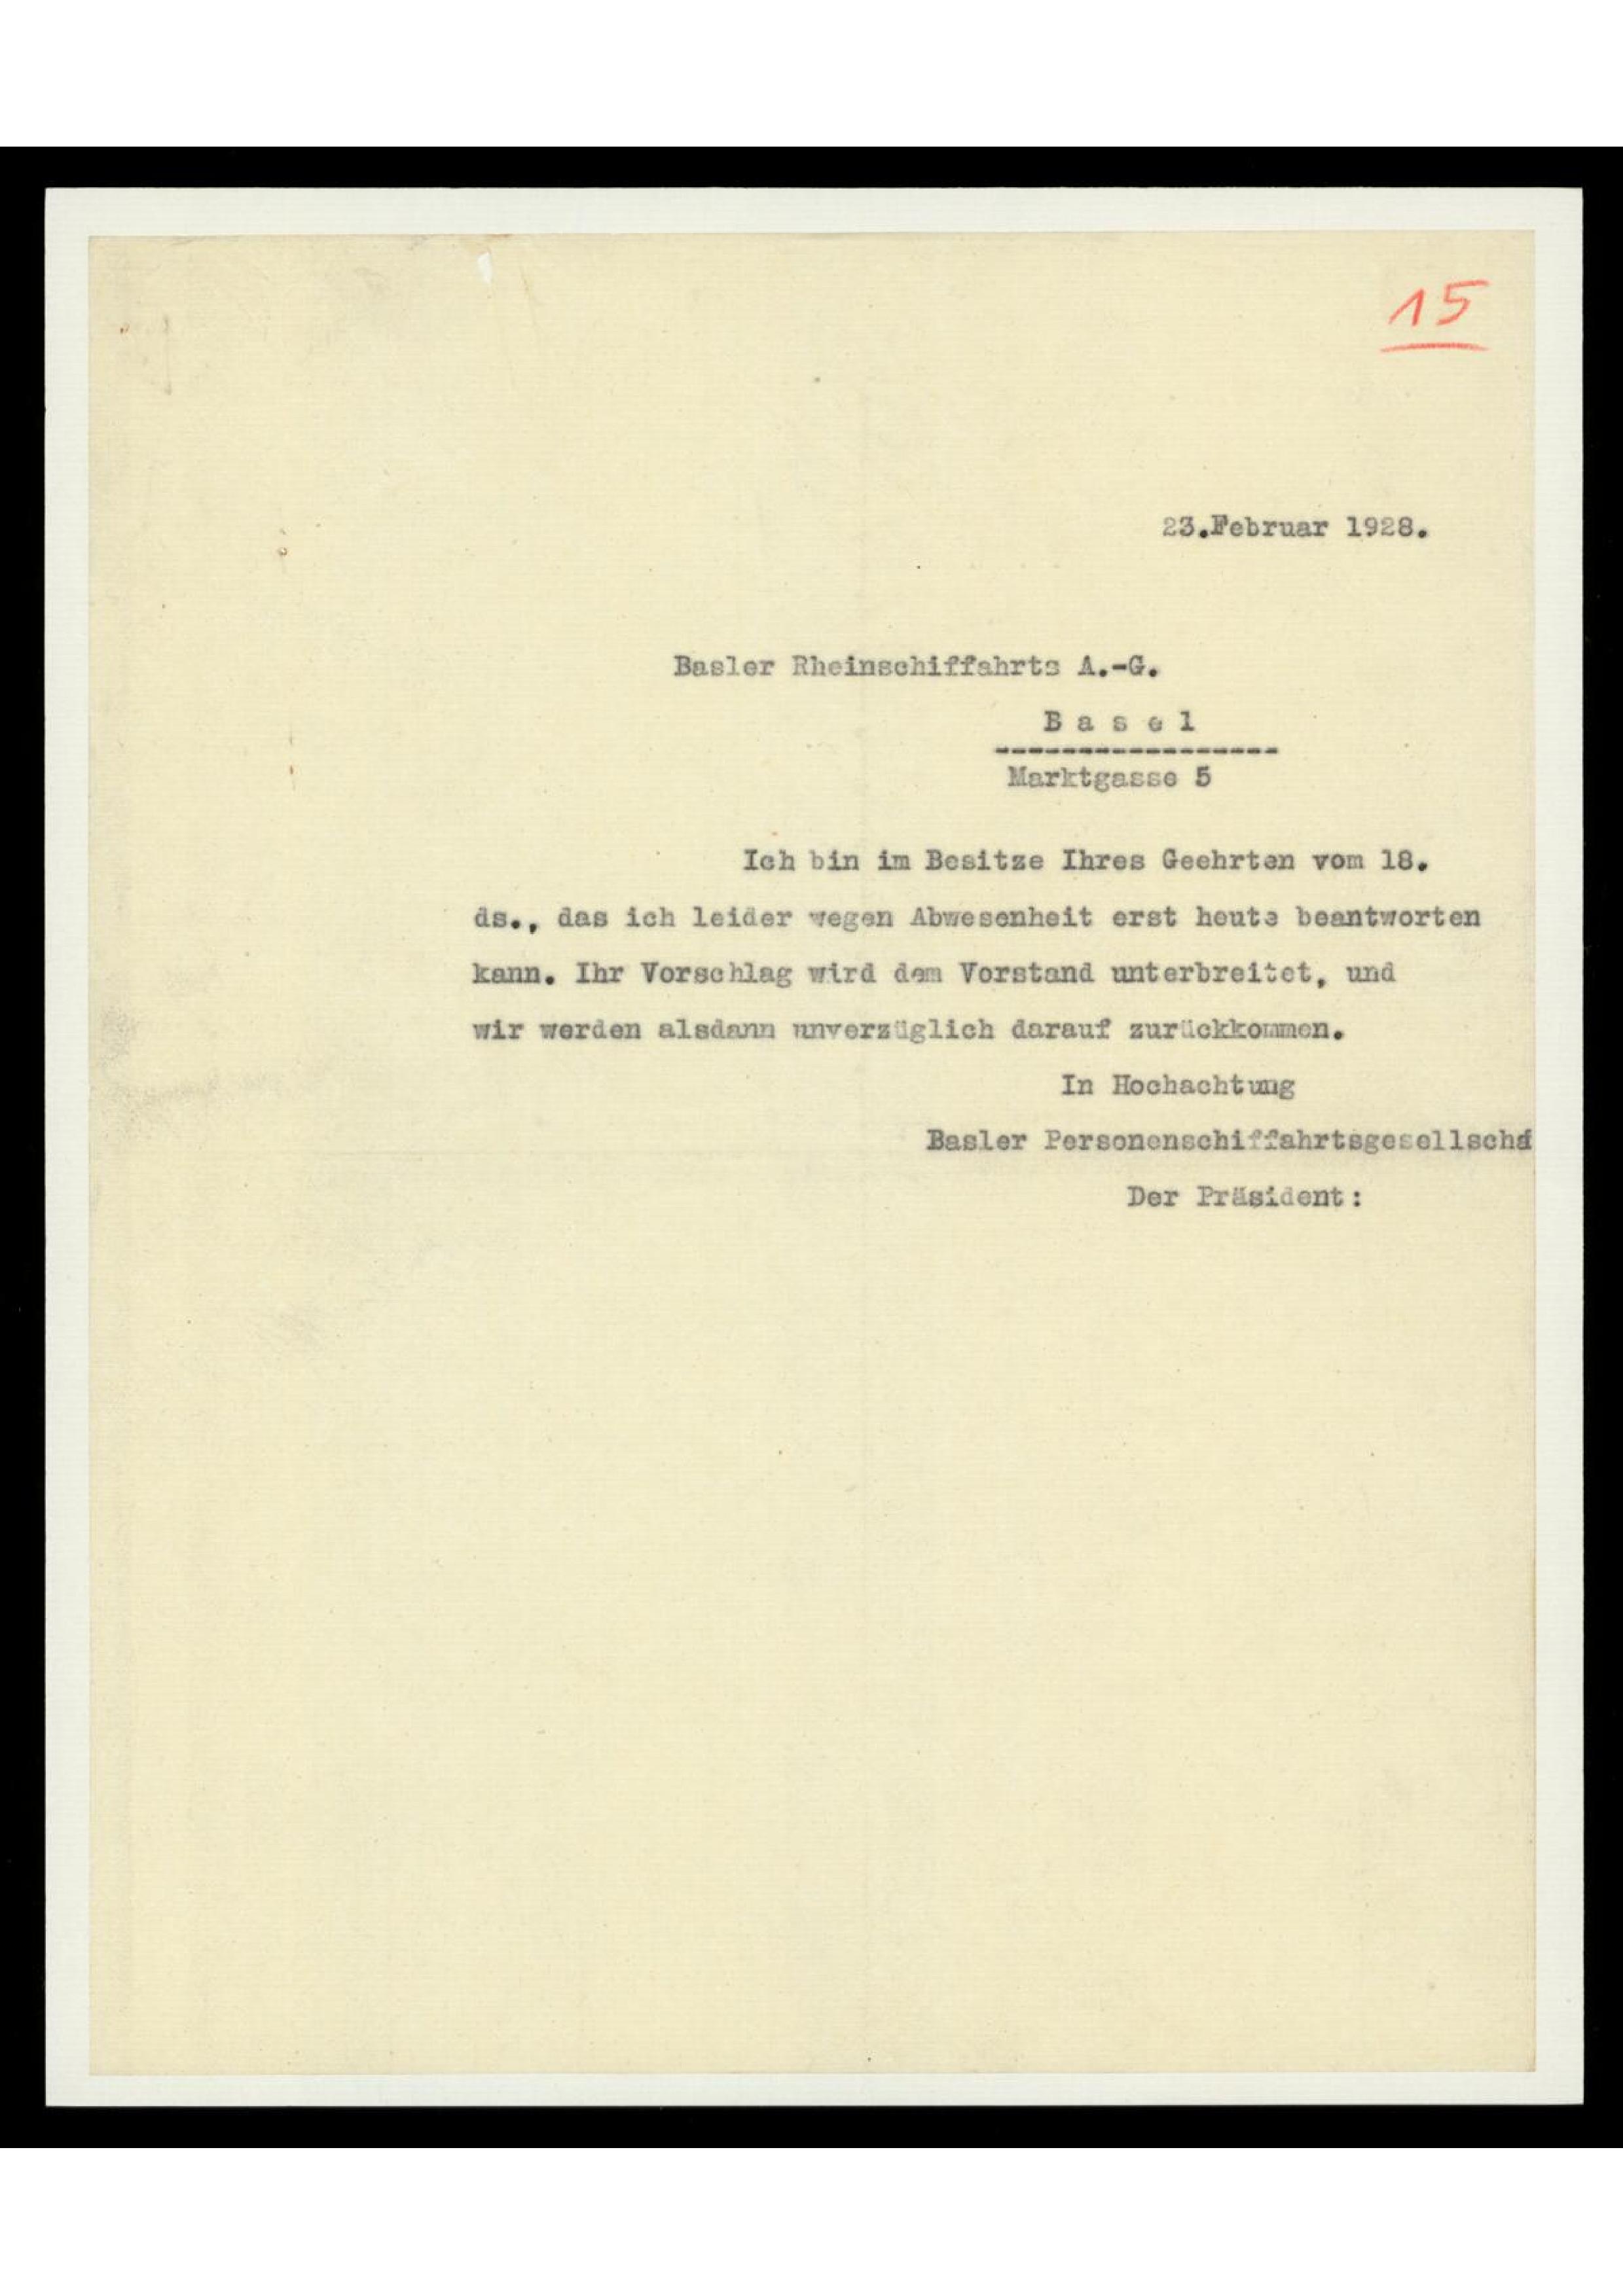 15
23.Februar 1928.
Basler Rheinschiffahrts A.-G.
B a s e l
-----------------
Marktgasse 5
Ich bin im Besitze Ihres Geehrten vom 18.
ds., das ich leider wegen Abwesenheit erst heute beantworten
kann. Ihr Vorschlag wird dem Vorstand unterbreitet, und
wir werden alsdann unverzüglich darauf zurückkommen.
In Hochachtung
Basler Personenschiffahrtsgesellscha
Der Präsident: